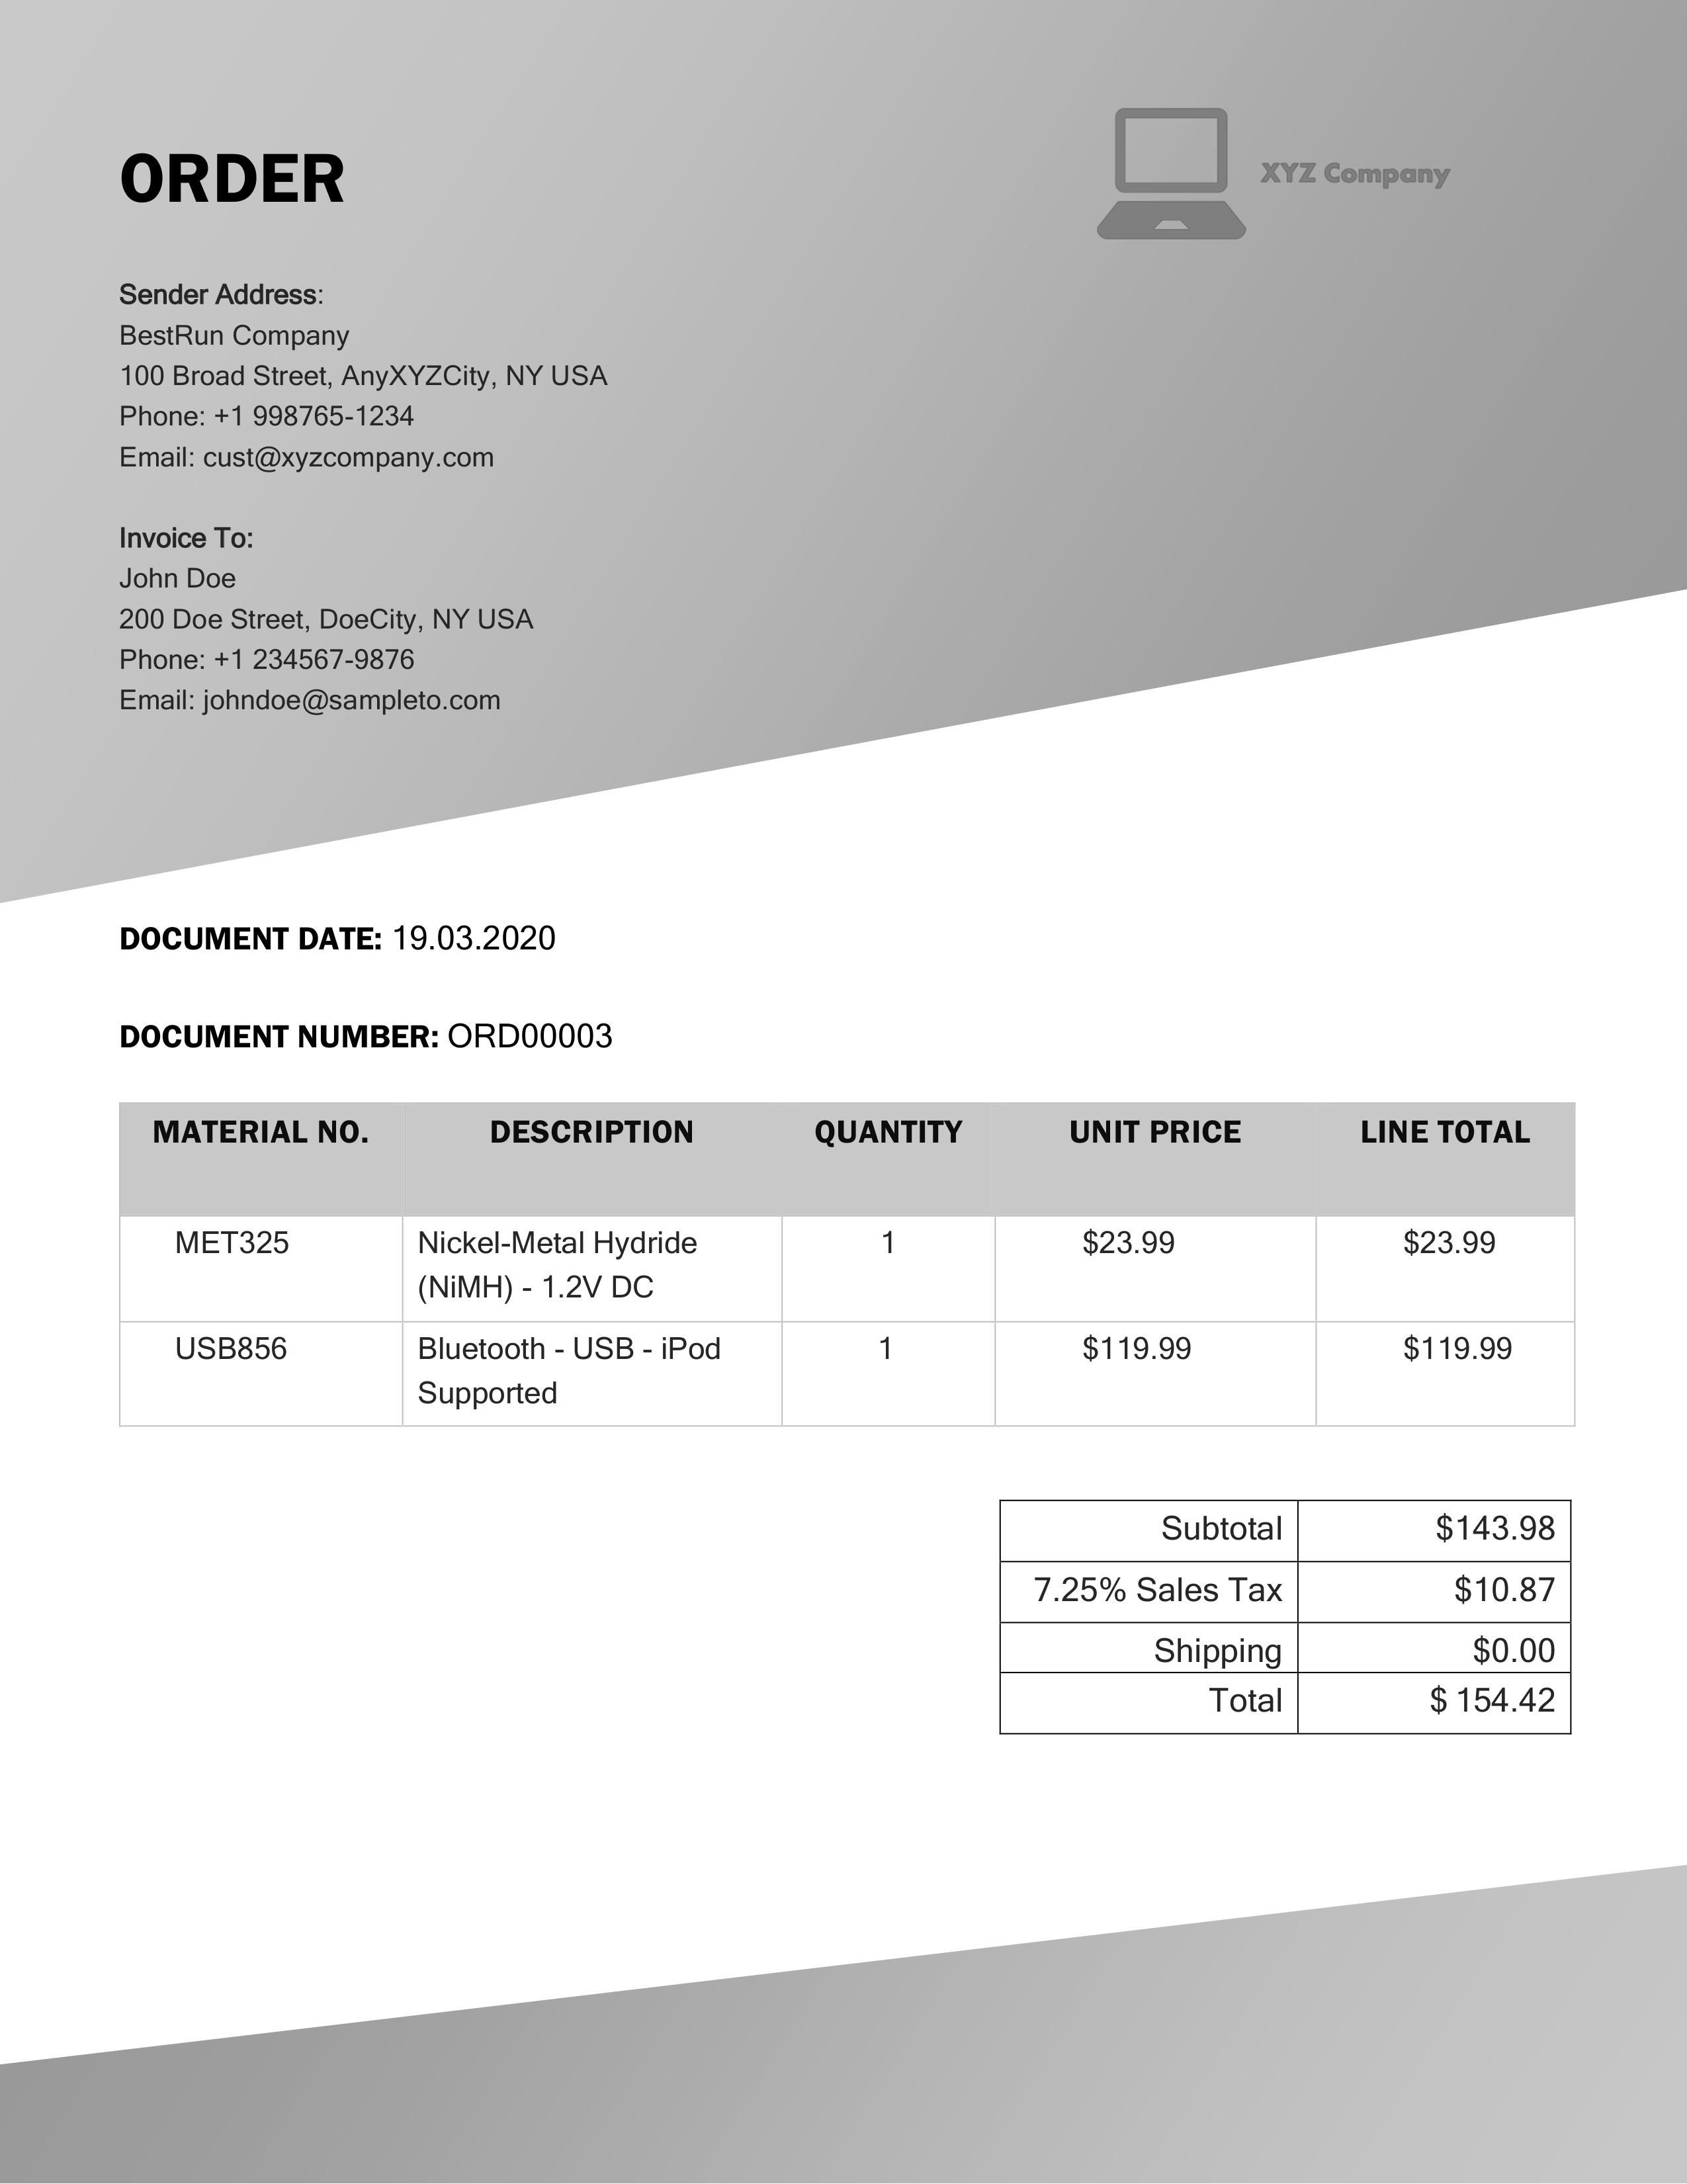 ORDER
XYZ Company
Sender Address:
BestRun Company
100 Broad Street, AnyXYZCity, NY USA
Phone: +1 998765-1234
Email: cust@xyzcompany.com
Invoice To:
John Doe
200 Doe Street, DoeCity, NY USA
Phone: +1 234567-9876
Email: johndoe@sampleto.com
DOCUMENT DATE: 19.03.2020
DOCUMENT NUMBER: ORD00003
MATERIAL NO. DESCRIPTION QUANTITY UNIT PRICE LINE TOTAL
MET325 Nickel-Metal Hydride 1 $23.99 $23.99
(NiMH) - 1.2V DC
USB856 Bluetooth - USB - iPod 1 $119.99 $119.99
Supported
Subtotal $143.98
7.25% Sales Tax $10.87
Shipping $0.00
Total $ 154.42